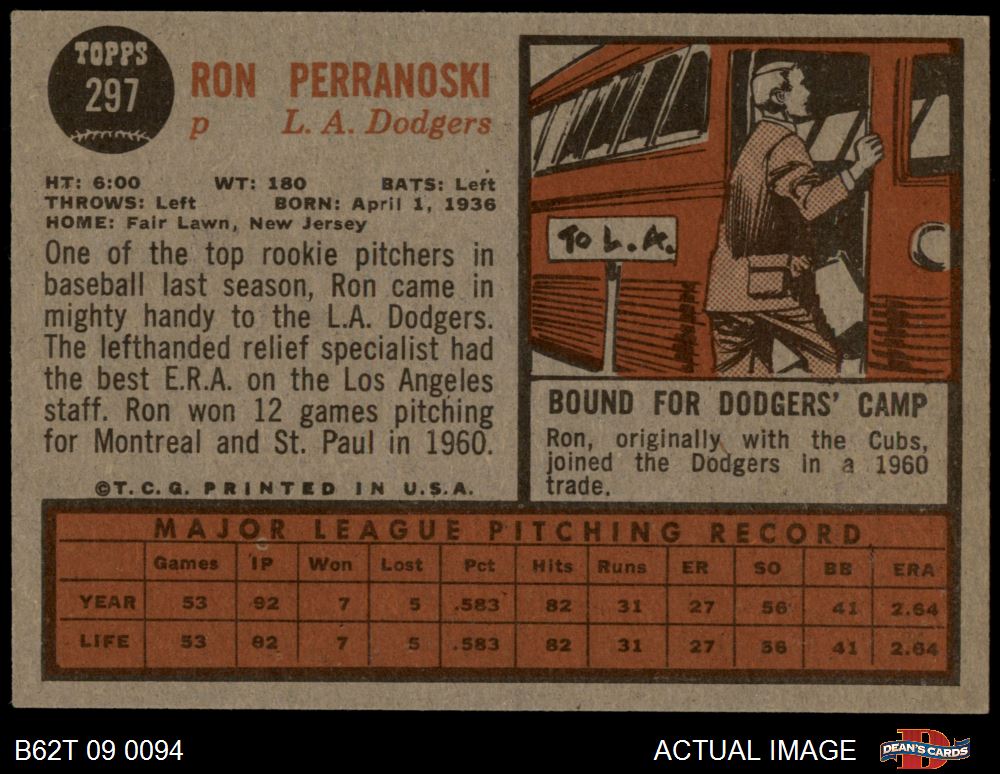 TOPPS
297
RON PERRANOSKI
p L. A. Dodgers
HT: 6:00 WT: 180 BATS: Left
THROWS: Left BORN: April 1, 1936
HOME: Fair Lawn, New Jersey
One of the top rookie pitchers in
baseball last season, Ron came in
mighty handy to the L.A. Dodgers.
The lefthanded relief specialist had
the best E.R.A. on the Los Angeles
staff. Ron won 12 games pitching
for Montreal and St. Paul in 1960.
©T. C. G. PRINTED IN U.S.A.
TO L. A.
BOUND FOR DODGERS' CAMP
Ron, originally with the Cubs,
joined the Dodgers in a 1960
trade.
MAJOR LEAGUE PITCHING RECORD
Games IP Won Lost Pct Hits Runs ER SO BB ERA
YEAR 53 92 7 5 .583 82 31 27 56 41 2.64
LIFE 53 92 7 5 .583 82 31 27 56 41 2.64
B62T 09 0094 ACTUAL IMAGE DEAN'S CARDS